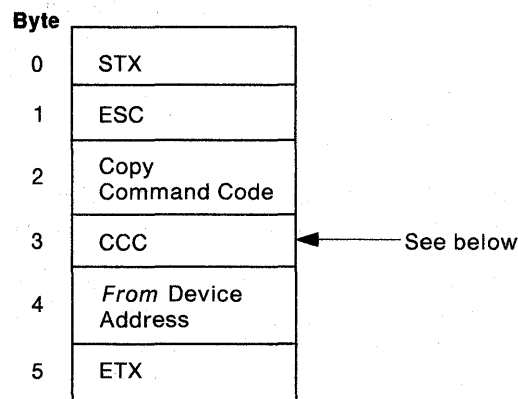 Byte
0 STX
1 ESC
2 Copy
Command Code
3 CCC See below
4 From Device
Address
5 ETX